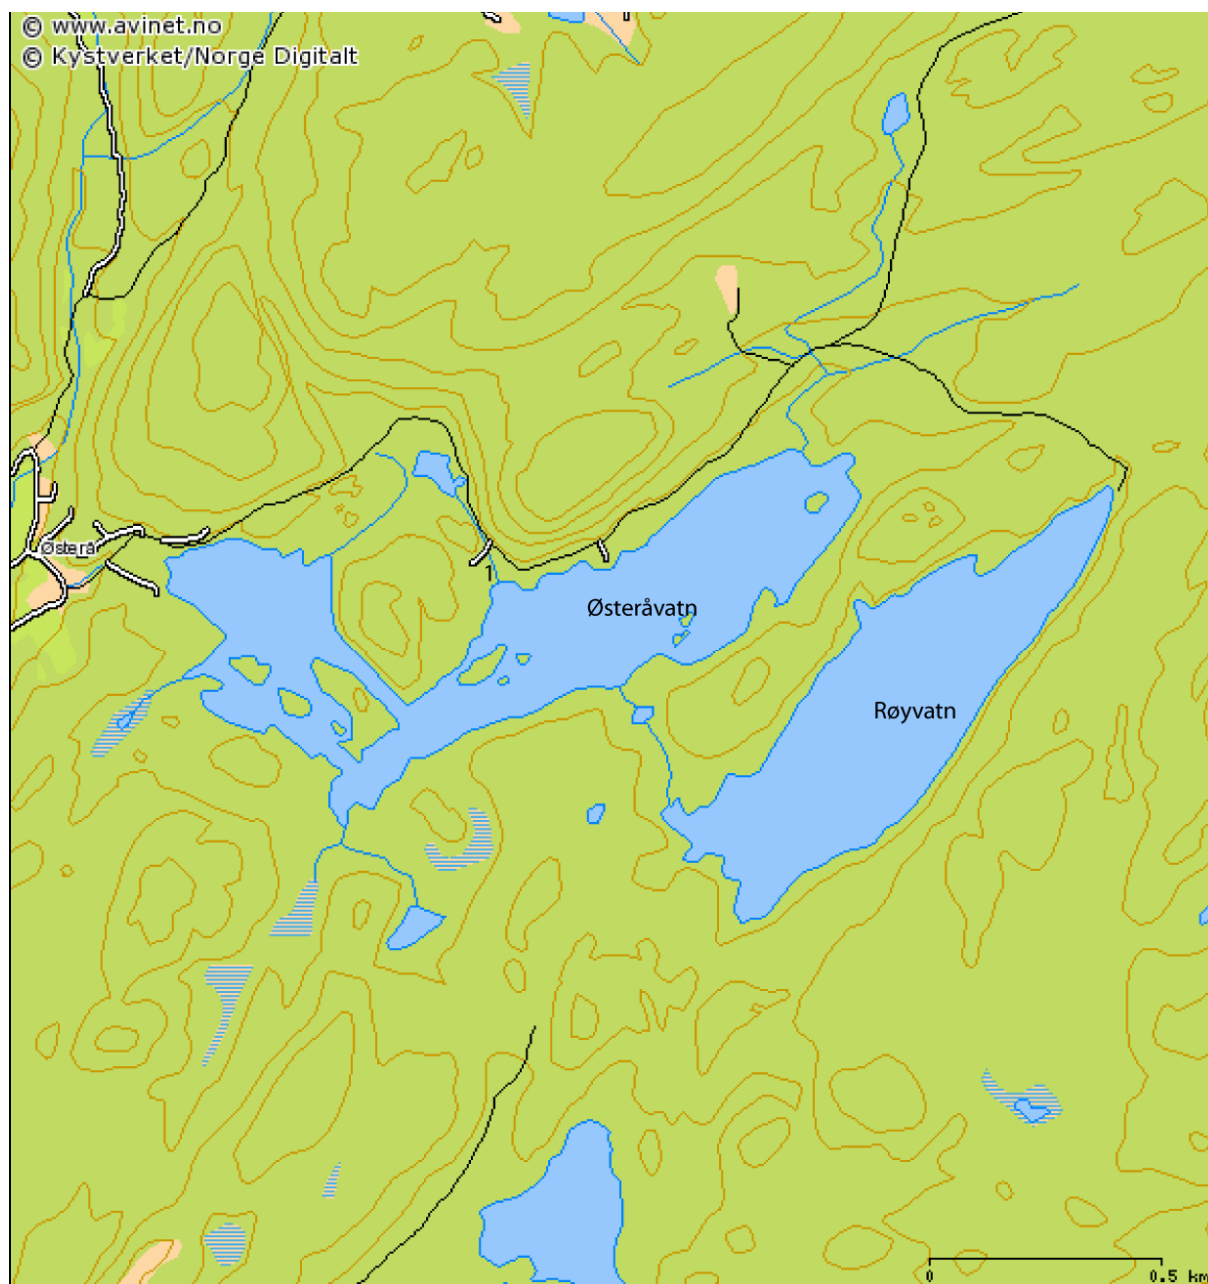 © www.avinet.no
© Kystverket/Norge Digitalt
Østerå
1
Østeråvatn
Røyvatn
0 0.5 km